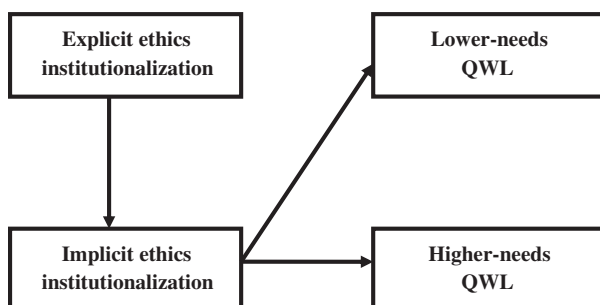 Explicit ethics
institutionalization
Lower-needs
QWL
Implicit ethics
institutionalization
Higher-needs
QWL